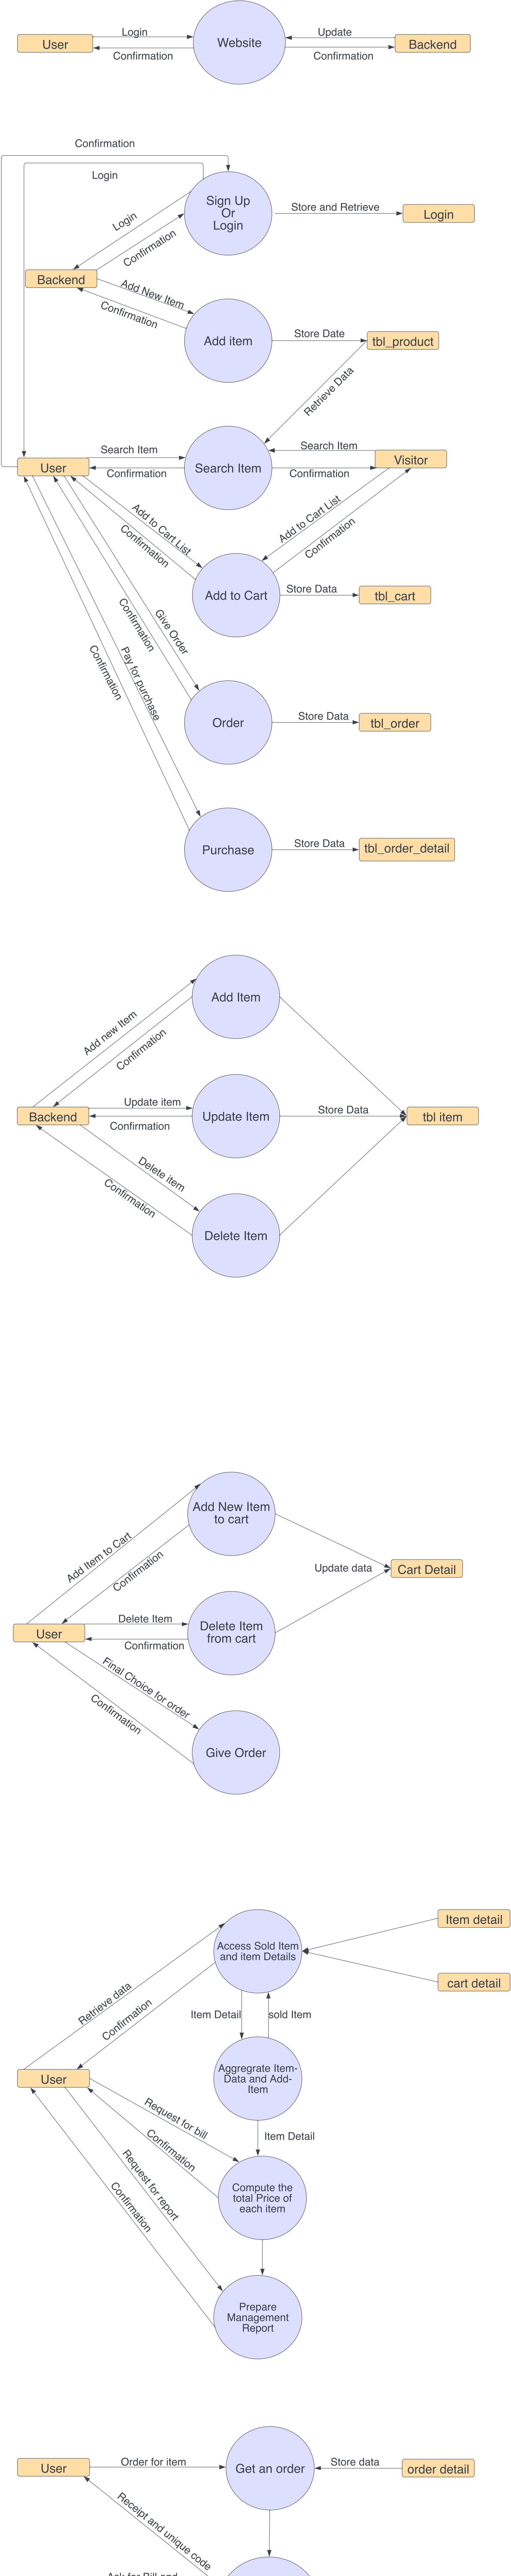 Login
Update
User
Website
Backend
Confirmation
Confirmation
Confirmation
Login
Sign Up
Or
Login
Store and Retrieve
Login
Login
Confirmation
Backend
Add New Item
Confirmation
Add item
Store Date
tbl_product
Retrieve Data
Search Item
Search Item
User
Search Item
Visitor
Confirmation
Confirmation
Add to Cart List
Confirmation
Add to Cart List
Confirmation
Add to Cart
Store Data
tbl_cart
Give Order
Confirmation
Pay for purchase
Confirmation
Order
Store Data
tbl_order
Purchase
Store Data
tbl_order_detail
Add Item
Add new Item
Confirmation
Update item
Backend
Update Item
Store Data
tbl item
Confirmation
Delete item
Confirmation
Delete Item
Add New Item
to cart
Add Item to Cart
Confirmation
Update data
Cart Detail
Delete Item
User
Delete Item
from cart
Confirmation
Final Choice for order
Confirmation
Give Order
Item detail
Access Sold Item
and item Details
cart detail
Retrieve data
Confirmation
Item Detail
sold Item
User
Aggregrate Item-
Data and Add-
Item
Request for bill
Confirmation
Item Detail
Request for report
Confirmation
Compute the
total Price of
each item
Prepare
Management
Report
Order for item
Store data
User
Get an order
order detail
Receipt and unique code
Ask for Bill and